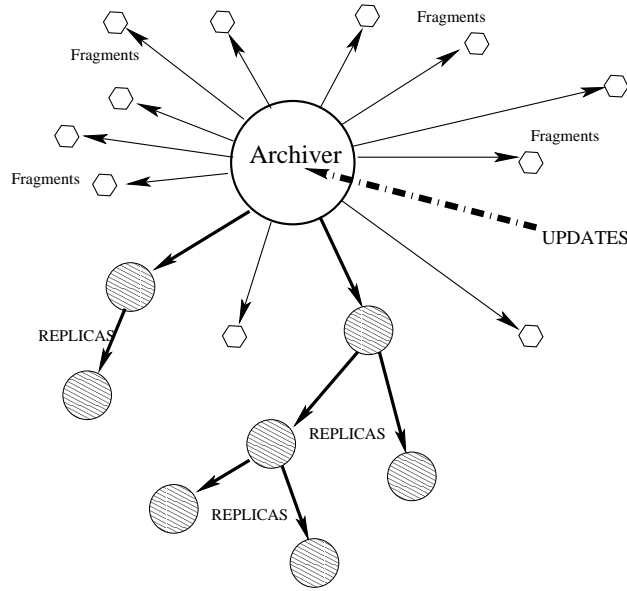 Fragments
Fragments
Archiver
Fragments
Fragments
UPDATES
REPLICAS
REPLICAS
REPLICAS